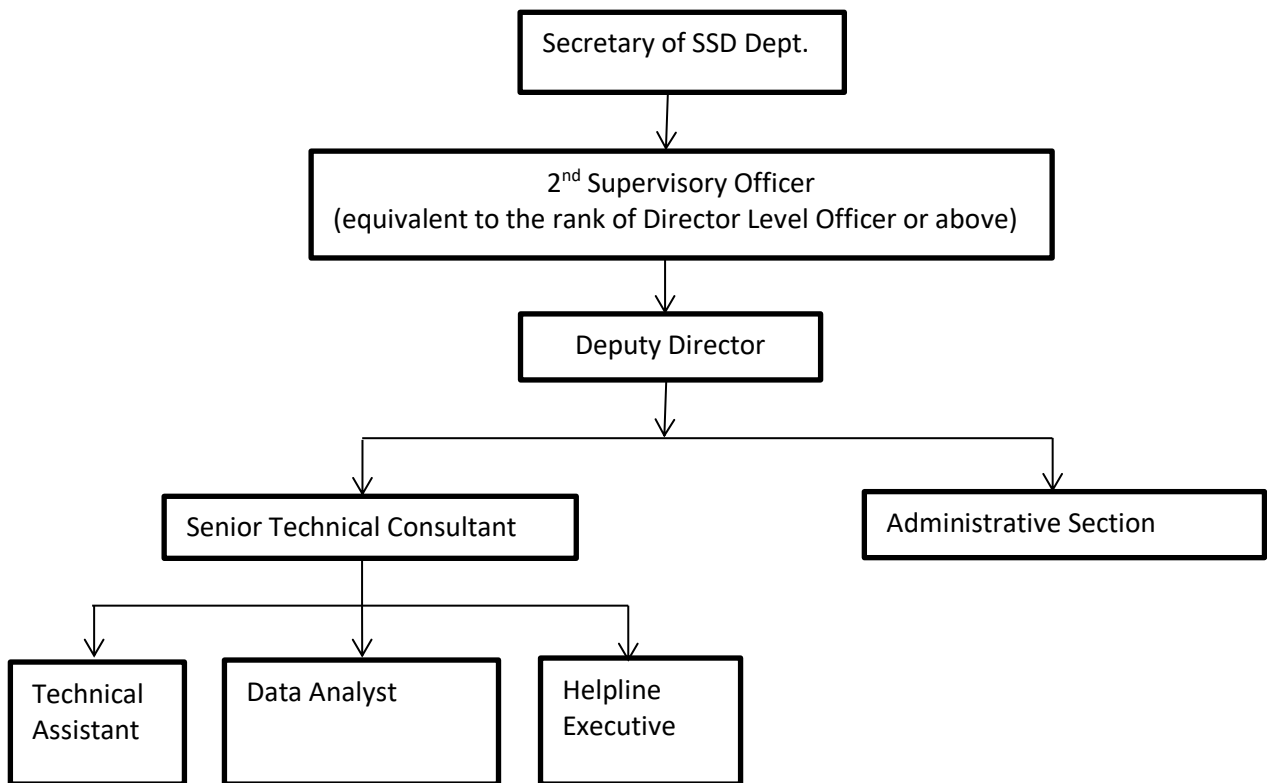 Secretary of SSD Dept.
2nd Supervisory Officer
(equivalent to the rank of Director Level Officer or above)
Deputy Director
Senior Technical Consultant
Administrative Section
Technical
Assistant
Data Analyst
Helpline
Executive